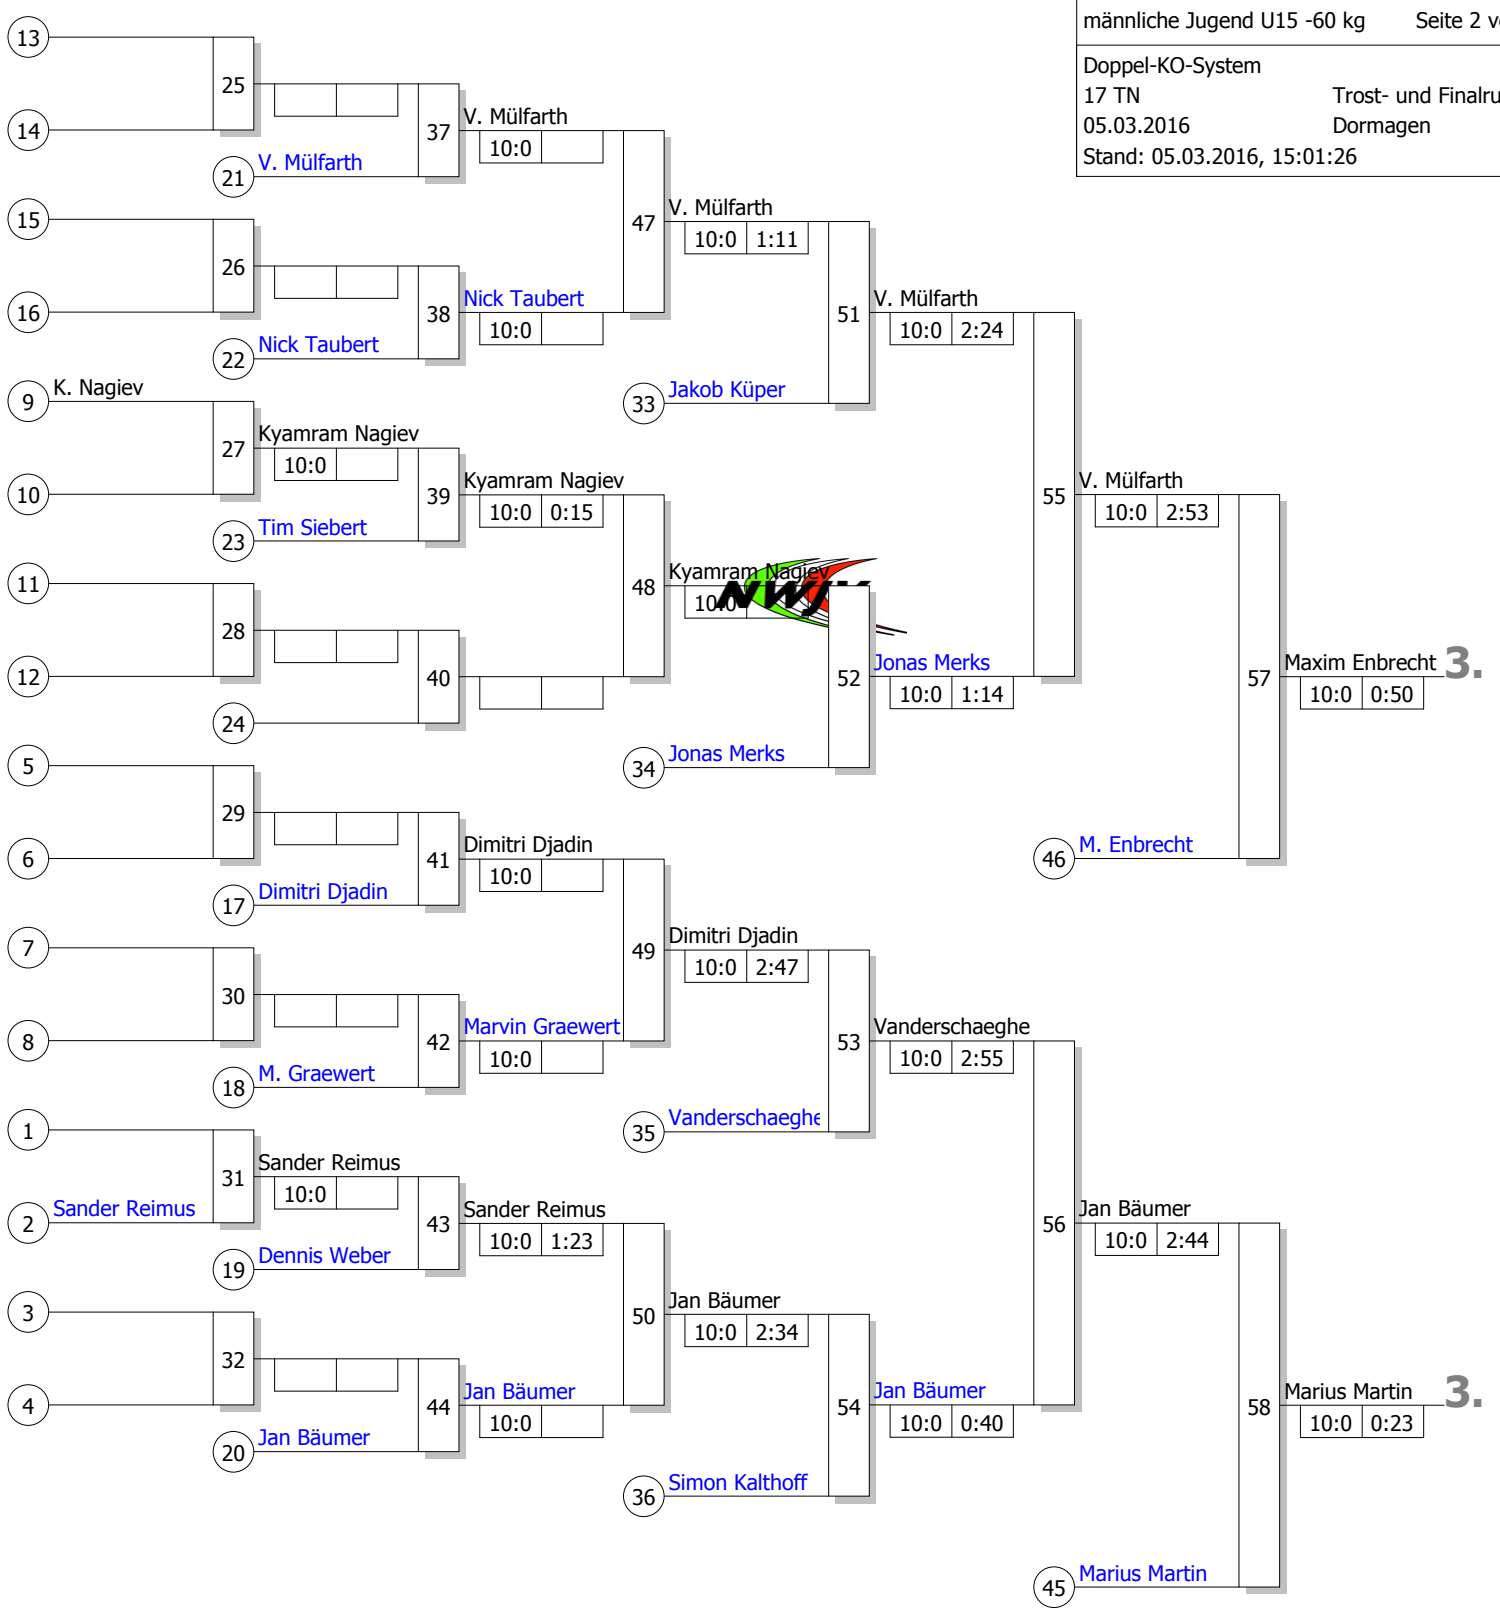 männliche Jugend U15 -60 kg Seite 2
Doppel-KO-System
17 TN Trost- und
05.03.2016 Dormagen
Stand: 05.03.2016, 15:01:26
13
25
14
37
V. Mülfarth
10:0
21
V. Mülfarth
15
47
V. Mülfarth
10:0 1:11
26
16
38
Nick Taubert
10:0
22
Nick Taubert
51
V. Mülfarth
10:0 2:24
33
Jakob Küper
9
K. Nagiev
27
Kyamram Nagiev
10:0
10
39
Kyamram Nagiev
10:0 0:15
23
Tim Siebert
55
V. Mülfarth
10:0 2:53
11
48
Kyamram Nagiev
10:0
NWJK
28
12
40
24
52
Jonas Merks
10:0 1:14
34
Jonas Merks
57
Maxim Enbrecht
3.
10:0 0:50
5
29
6
41
Dimitri Djadin
10:0
17
Dimitri Djadin
46
M. Enbrecht
7
49
Dimitri Djadin
10:0 2:47
30
8
42
Marvin Graewert
10:0
18
M. Graewert
53
Vanderschaeghe
10:0 2:55
35
Vanderschaeghe
1
31
Sander Reimus
10:0
2
Sander Reimus
43
Sander Reimus
10:0 1:23
19
Dennis Weber
56
Jan Bäumer
10:0 2:44
3
50
Jan Bäumer
10:0 2:34
32
4
44
Jan Bäumer
10:0
20
Jan Bäumer
54
Jan Bäumer
10:0 0:40
36
Simon Kalthoff
58
Marius Martin
3.
10:0 0:23
45
Marius Martin